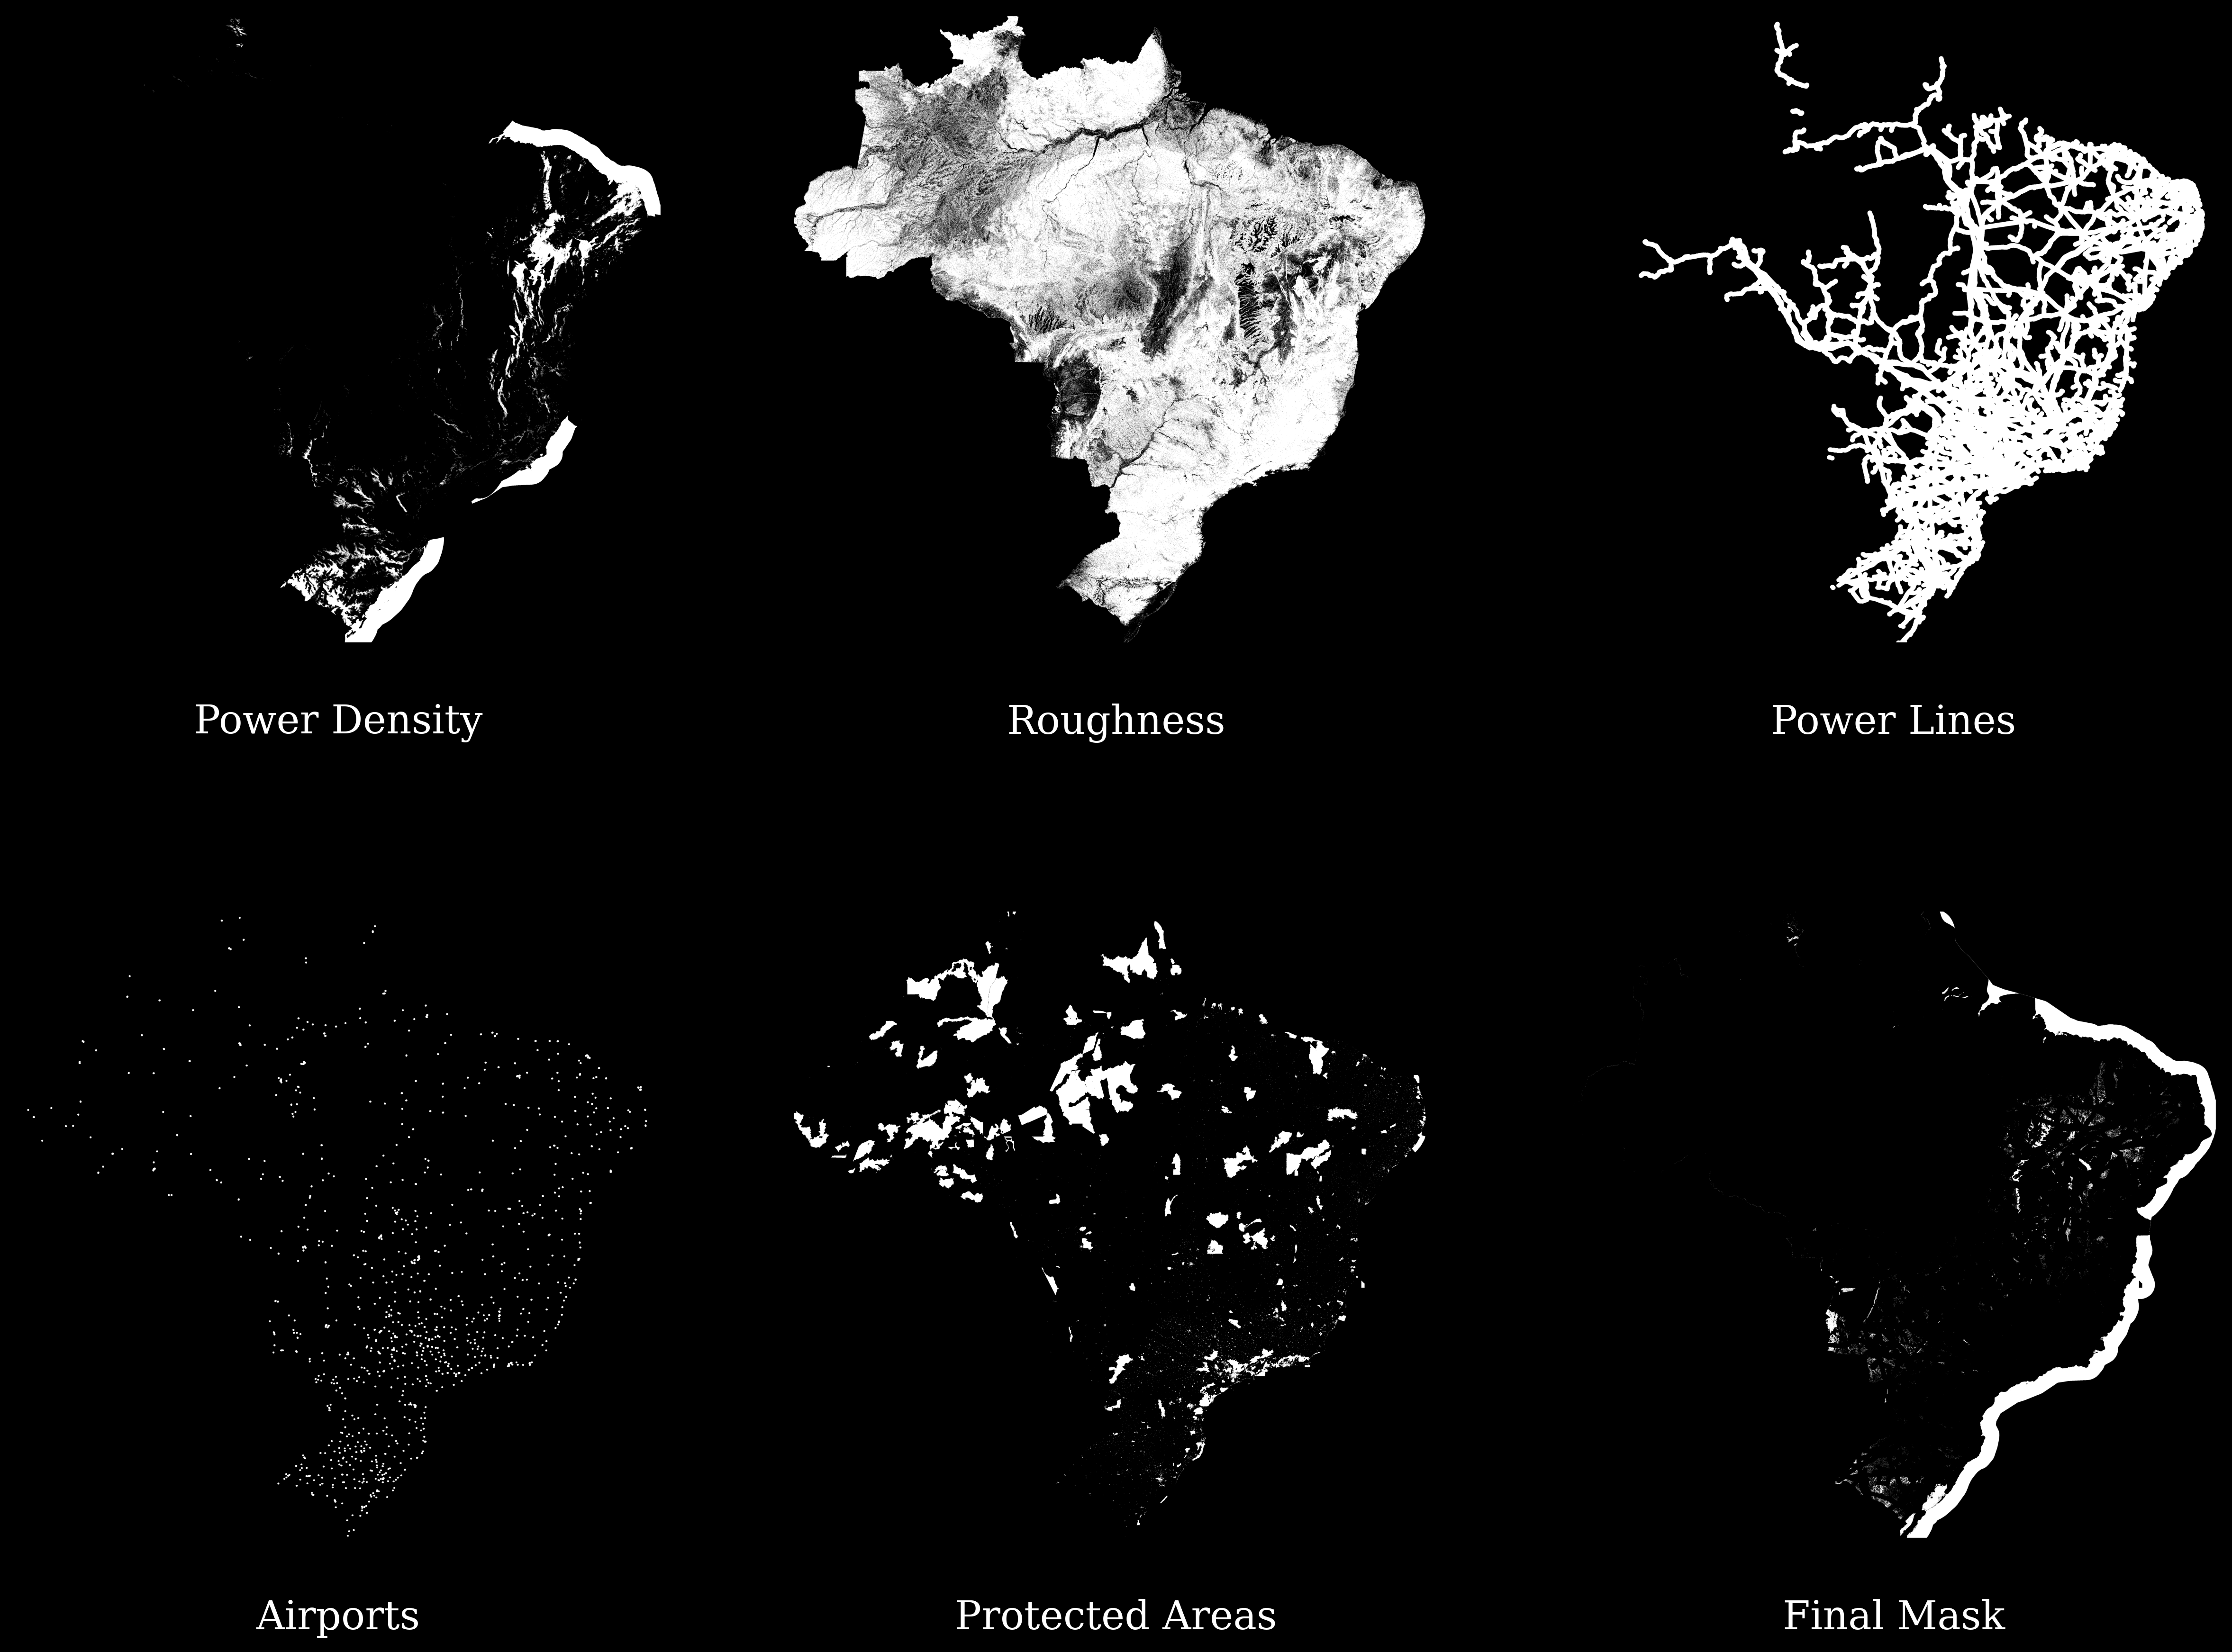 Power Density
Roughness
Power Lines
Airports
Protected Areas
Final Mask